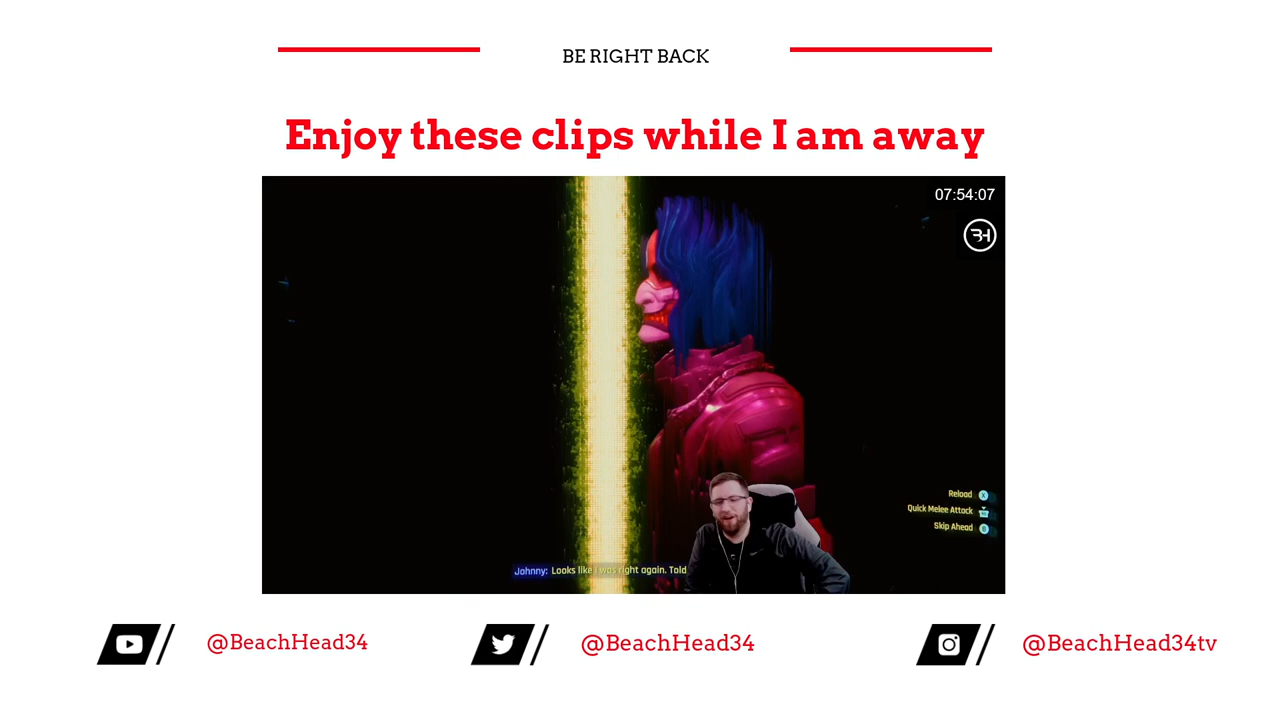 BE RIGHT BACK
Enjoy these clips while I am away
07:54:07
BH
Reload X
Quick Melee Attack
Skip Ahead B
Johnny: Looks like I was right again. Told
@BeachHead34
@BeachHead34
@BeachHead34tv